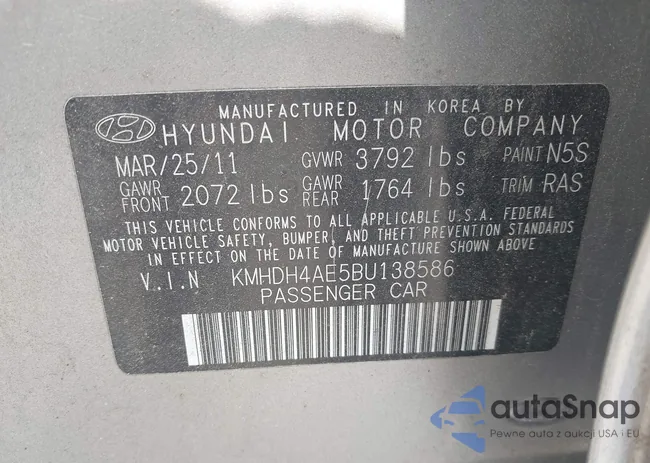 MANUFACTURED IN KOREA BY
HYUNDAI MOTOR COMPANY
MAR/25/11 GVWR 3792 lbs PAINT N5S
GAWR FRONT 2072 lbs GAWR REAR 1764 lbs TRIM RAS
THIS VEHICLE CONFORMS TO ALL APPLICABLE U.S.A. FEDERAL
MOTOR VEHICLE SAFETY, BUMPER, AND THEFT PREVENTION STANDARDS
IN EFFECT ON THE DATE OF MANUFACTURE SHOWN ABOVE.
V.I.N KMHDH4AE5BU138586
PASSENGER CAR
autaSnap
Pewne auta z aukcji USA i EU